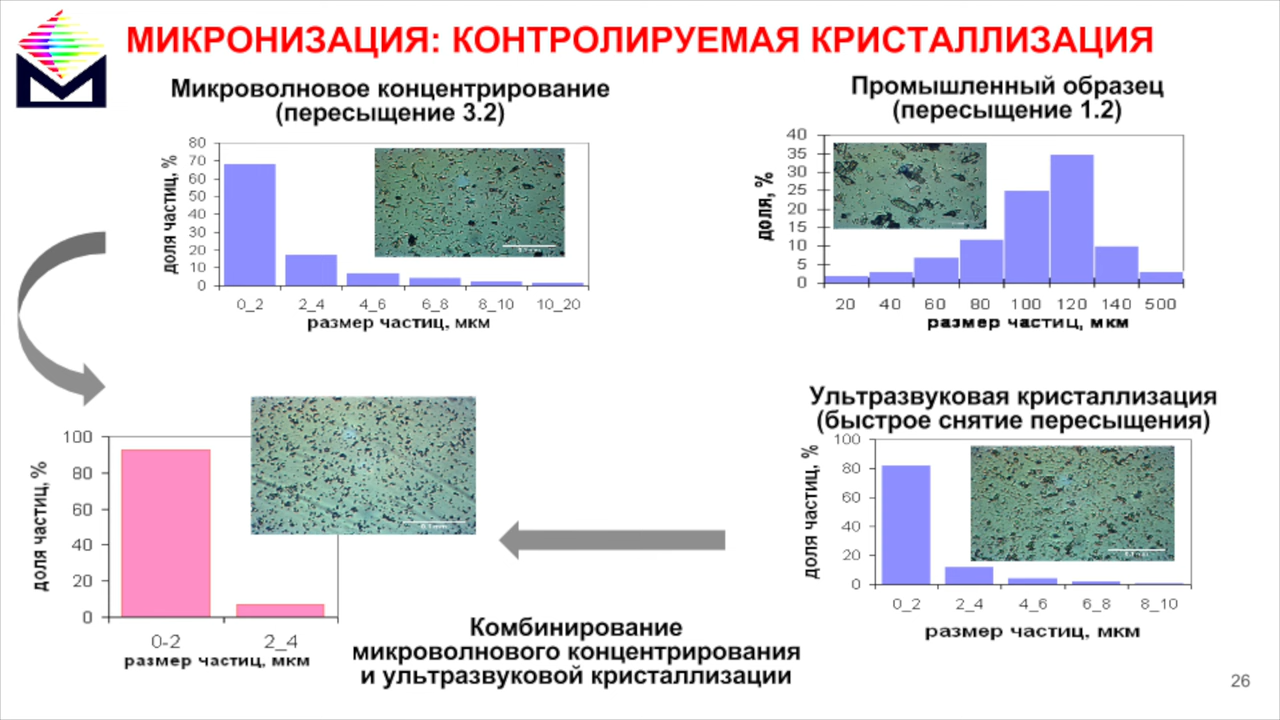 МИКРОНИЗАЦИЯ: КОНТРОЛИРУЕМАЯ КРИСТАЛЛИЗАЦИЯ
М
Микроволновое концентрирование
(пересыщение 3.2)
доля частиц, %
80
70
60
50
40
30
20
10
0
0_2 2_4 4_6 6_8 8_10 10_20
размер частиц, мкм
Промышленный образец
(пересыщение 1.2)
доля, %
40
35
30
25
20
15
10
5
0
20 40 60 80 100 120 140 500
размер частиц, мкм
доля частиц, %
100
80
60
40
20
0
0-2 2_4
размер частиц, мкм
Ультразвуковая кристаллизация
(быстрое снятие пересыщения)
доля частиц, %
100
80
60
40
20
0
0_2 2_4 4_6 6_8 8_10
размер частиц, мкм
Комбинирование
микроволнового концентрирования
и ультразвуковой кристаллизации
26